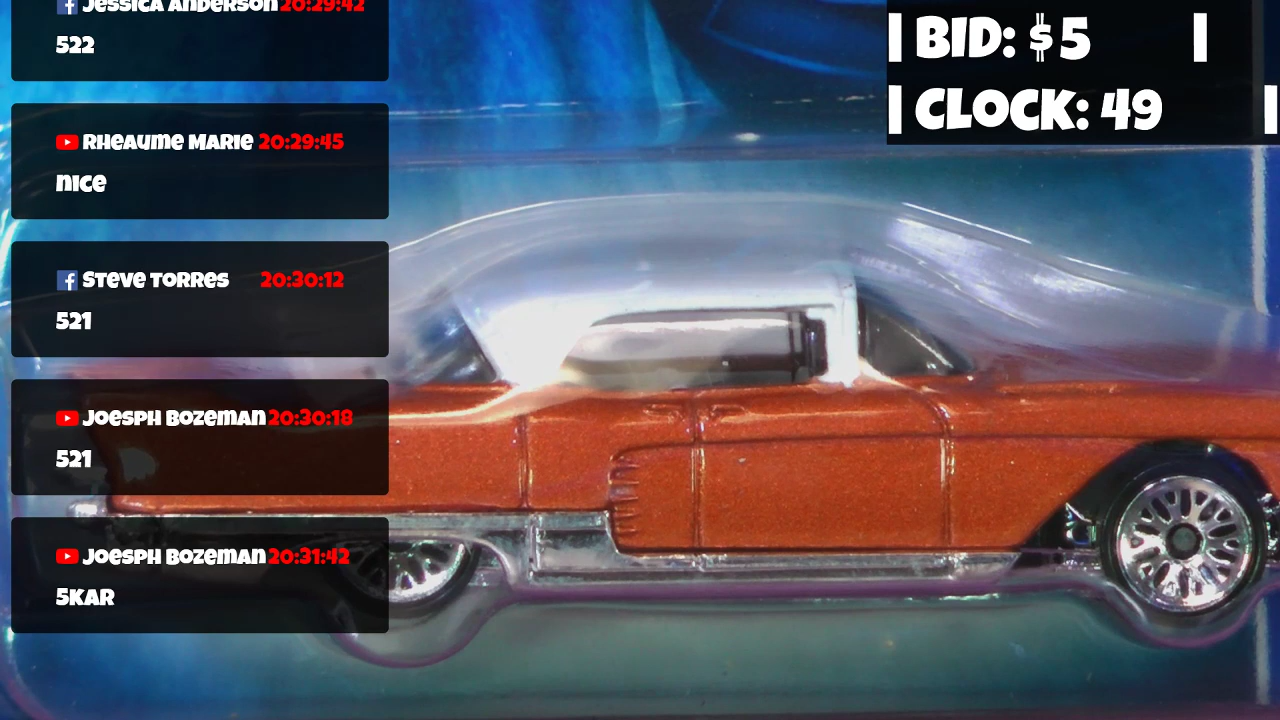 Jessica Anderson 20:29:42
522
Rheaume Marie 20:29:45
nice
Steve Torres 20:30:12
521
Joesph Bozeman 20:30:18
521
Joesph Bozeman 20:31:42
5KAR
| BID: $5 |
| CLOCK: 49 |